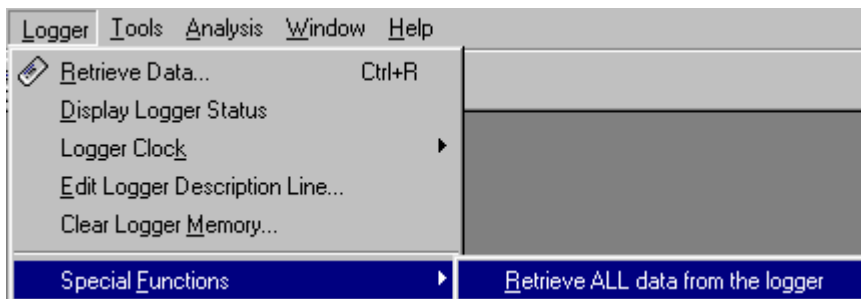 Logger Tools Analysis Window Help
Retrieve Data... Ctrl+R
Display Logger Status
Logger Clock
Edit Logger Description Line...
Clear Logger Memory...
Special Functions Retrieve ALL data from the logger